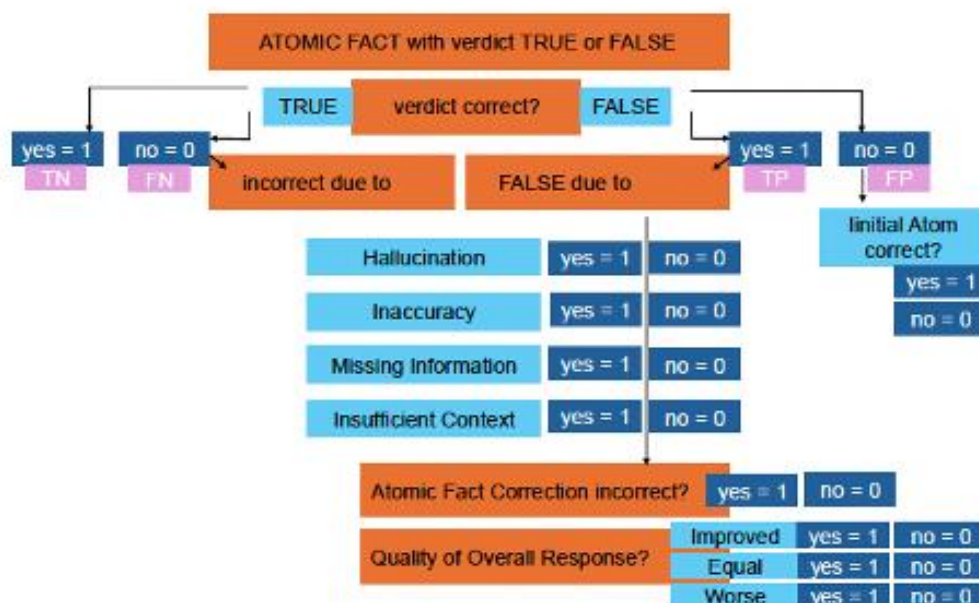 ATOMIC FACT with verdict TRUE or FALSE
TRUE verdict correct? FALSE
yes = 1 no = 0 yes = 1 no = 0
TN FN TP FP
incorrect due to FALSE due to
Iinitial Atom
correct?
yes = 1
no = 0
Hallucination yes = 1 no = 0
Inaccuracy yes = 1 no = 0
Missing Information yes = 1 no = 0
Insufficient Context yes = 1 no = 0
Atomic Fact Correction incorrect? yes = 1 no = 0
Quality of Overall Response?
Improved yes = 1 no = 0
Equal yes = 1 no = 0
Worse yes = 1 no = 0